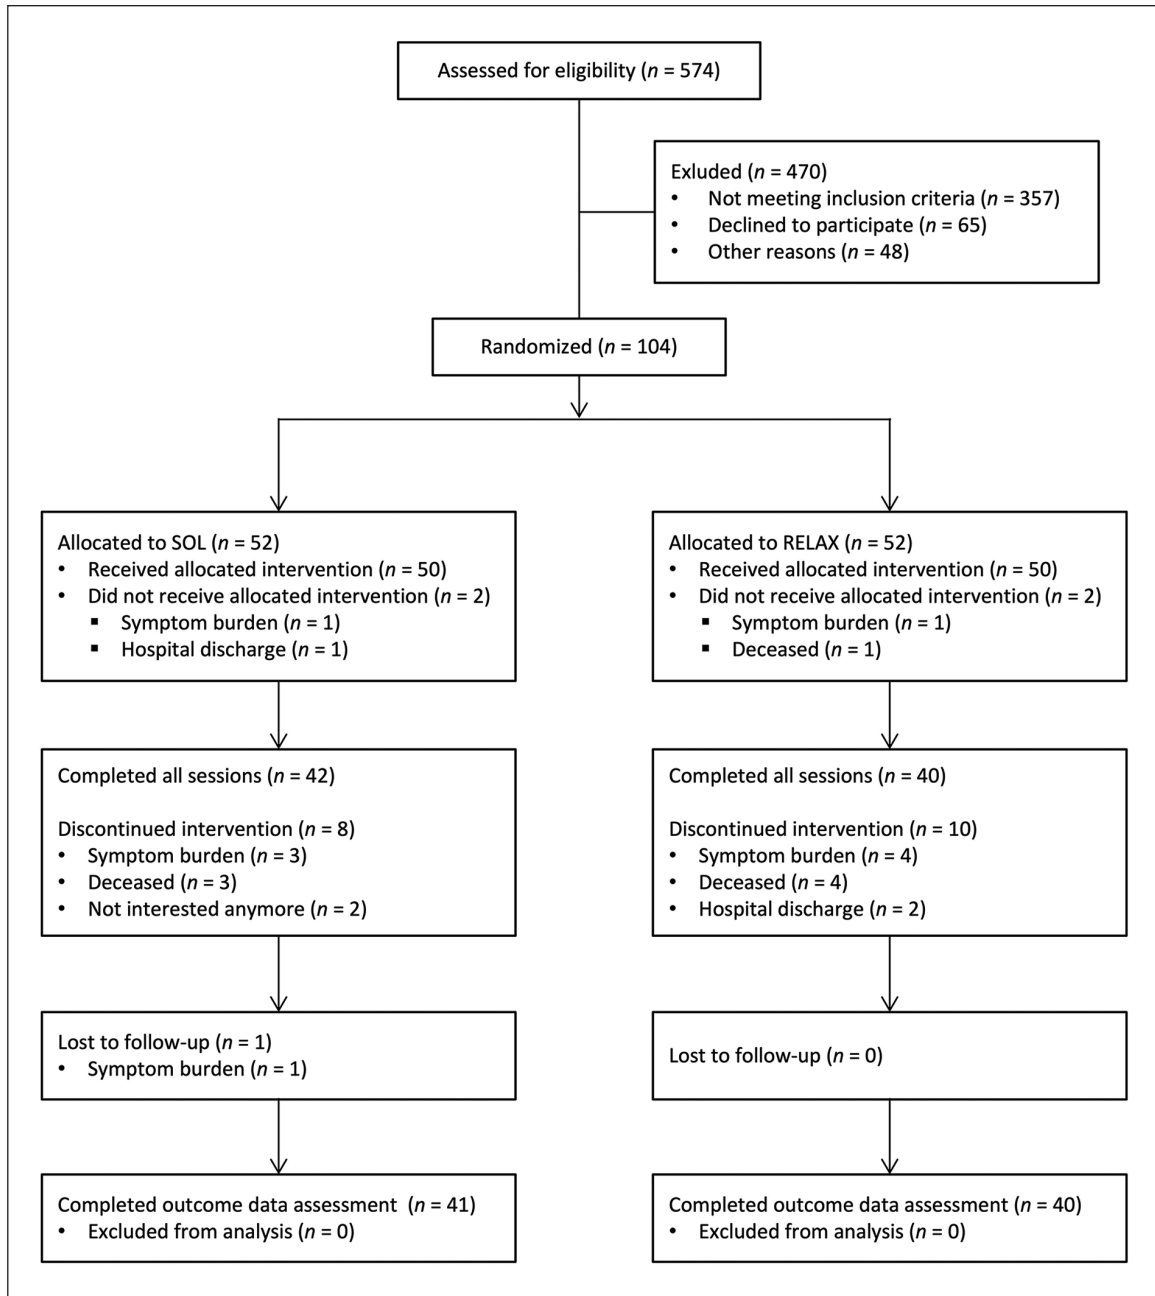 Assessed for eligibility (n = 574)
Exluded (n = 470)
• Not meeting inclusion criteria (n = 357)
• Declined to participate (n = 65)
• Other reasons (n = 48)
Randomized (n = 104)
Allocated to SOL (n = 52)
• Received allocated intervention (n = 50)
• Did not receive allocated intervention (n = 2)
▪ Symptom burden (n = 1)
▪ Hospital discharge (n = 1)
Allocated to RELAX (n = 52)
• Received allocated intervention (n = 50)
• Did not receive allocated intervention (n = 2)
▪ Symptom burden (n = 1)
▪ Deceased (n = 1)
Completed all sessions (n = 42)
Discontinued intervention (n = 8)
• Symptom burden (n = 3)
• Deceased (n = 3)
• Not interested anymore (n = 2)
Completed all sessions (n = 40)
Discontinued intervention (n = 10)
• Symptom burden (n = 4)
• Deceased (n = 4)
• Hospital discharge (n = 2)
Lost to follow-up (n = 1)
• Symptom burden (n = 1)
Lost to follow-up (n = 0)
Completed outcome data assessment (n = 41)
• Excluded from analysis (n = 0)
Completed outcome data assessment (n = 40)
• Excluded from analysis (n = 0)